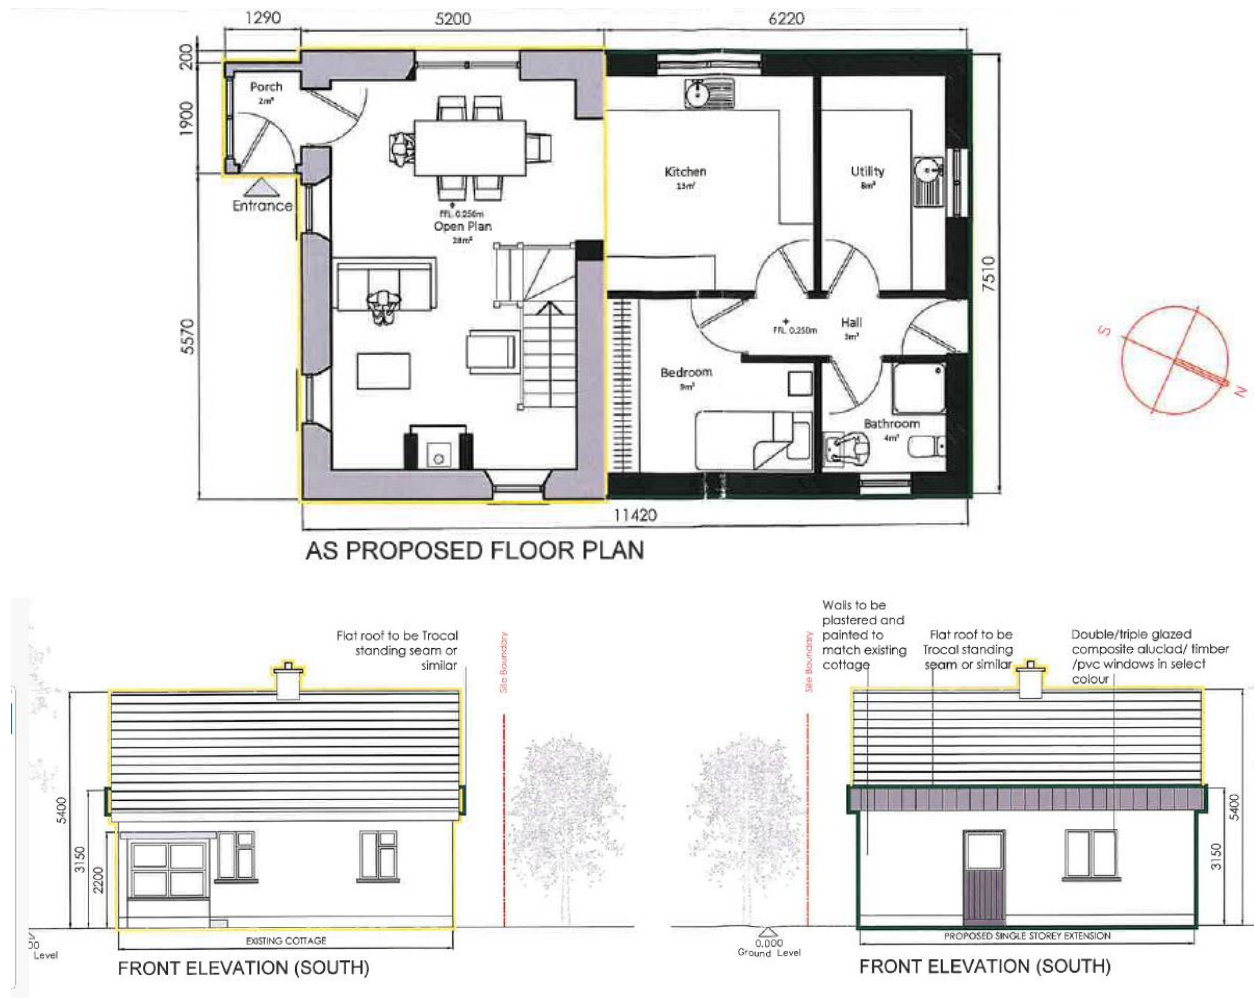 1290
5200
6220
200
1900
5570
7510
Porch
2m²
Entrance
FFL. 0.250m
Open Plan
28m²
Kitchen
13m²
Utility
8m²
FFL. 0.250m
Hall
3m²
Bedroom
9m²
Bathroom
4m²
S
N
11420
AS PROPOSED FLOOR PLAN
Flat roof to be Trocal
standing seam or
similar
Site Boundary
5400
3150
2200
Level
EXISTING COTTAGE
FRONT ELEVATION (SOUTH)
Walls to be
plastered and
painted to
match existing
cottage
Flat roof to be
Trocal standing
seam or similar
Double/triple glazed
composite aluclad/ timber
/pvc windows in select
colour
Site Boundary
5400
3150
0.000
Ground Level
PROPOSED SINGLE STOREY EXTENSION
FRONT ELEVATION (SOUTH)